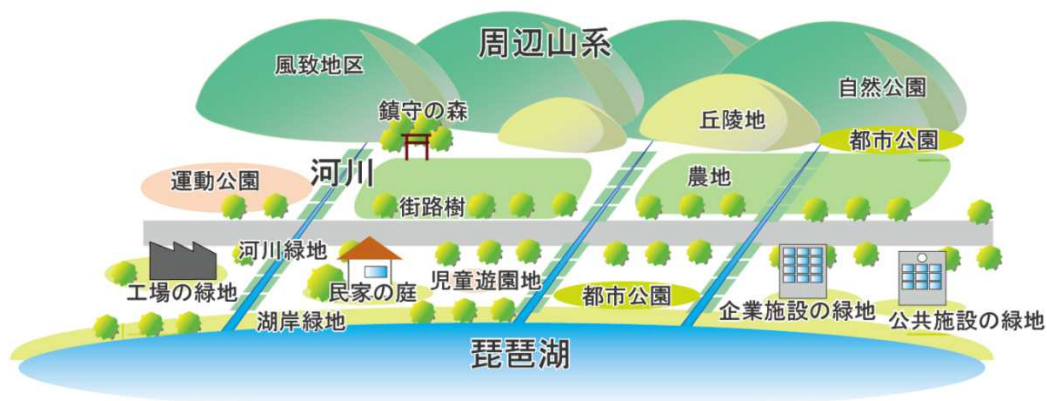 周辺山系
風致地区
自然公園
鎮守の森
丘陵地
都市公園
運動公園
河川
農地
街路樹
河川緑地
工場の緑地
民家の庭
児童遊園地
都市公園
企業施設の緑地
公共施設の緑地
湖岸緑地
琵琶湖